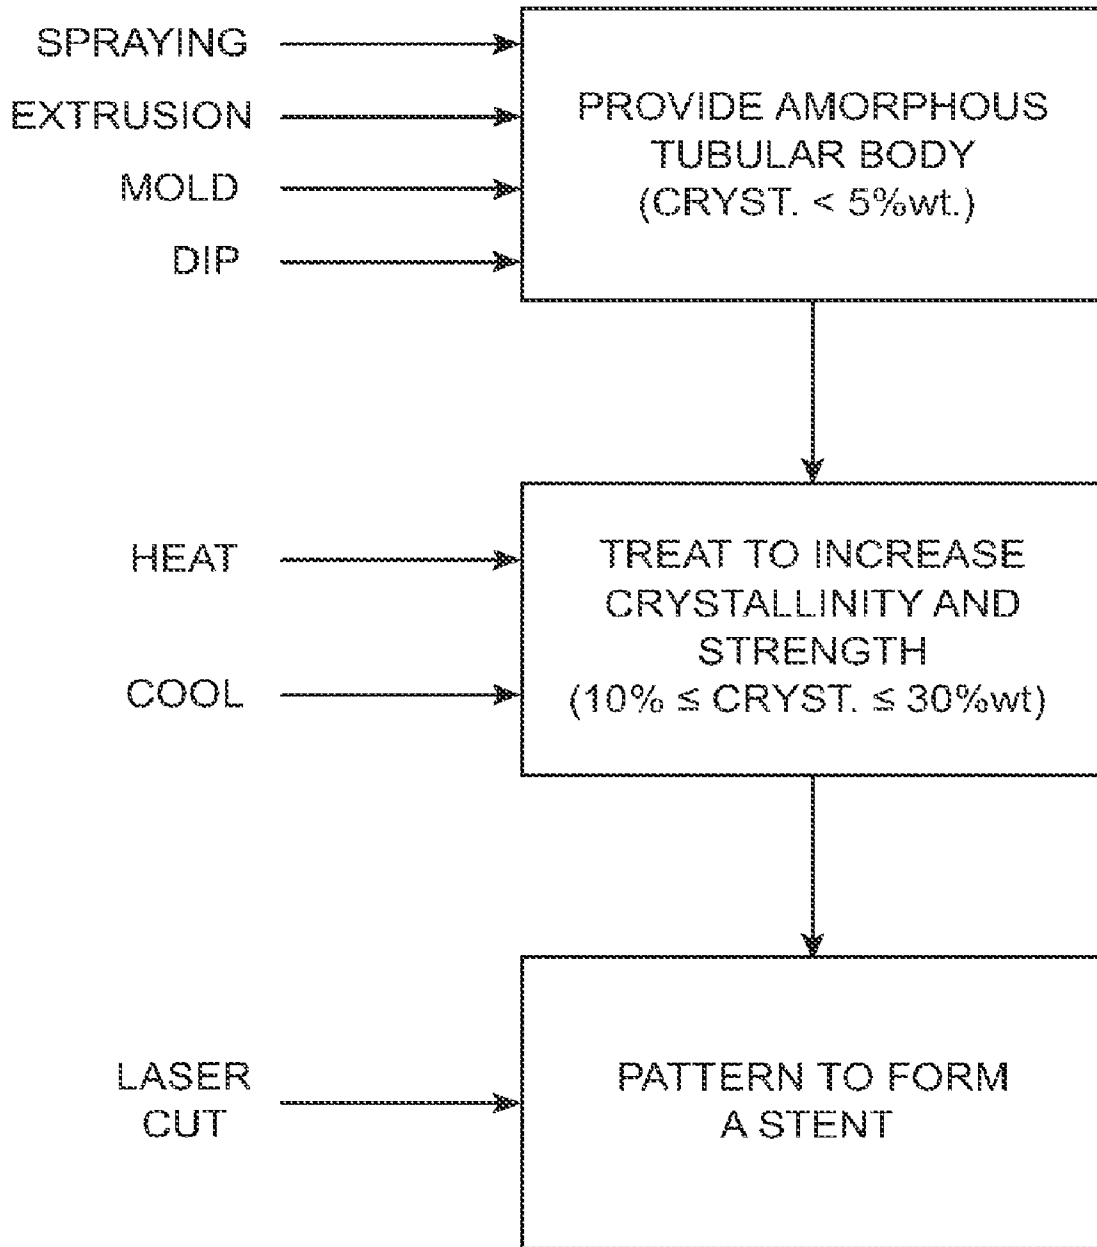 SPRAYING
EXTRUSION
MOLD
DIP
PROVIDE AMORPHOUS
TUBULAR BODY
(CRYST. < 5%wt.)
HEAT
COOL
TREAT TO INCREASE
CRYSTALLINITY AND
STRENGTH
(10% ≤ CRYST. ≤ 30%wt)
LASER
CUT
PATTERN TO FORM
A STENT